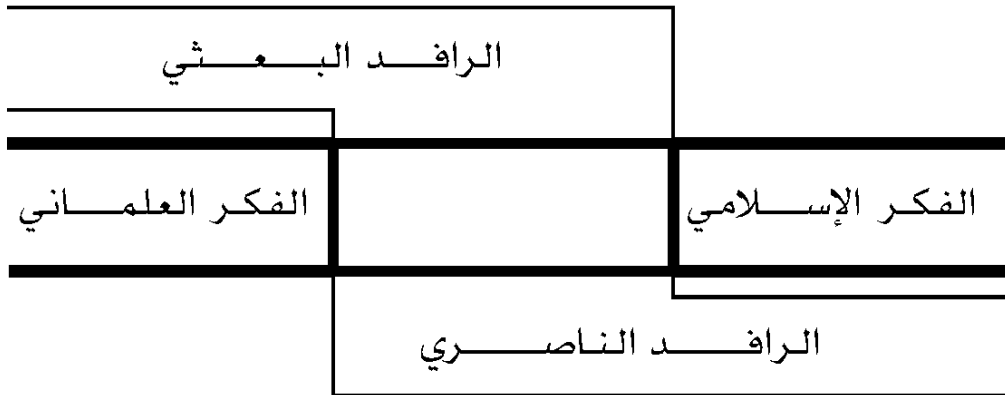 الرافد البعثي
الفكر الإسلامي
الفكر العلماني
الرافد الناصري